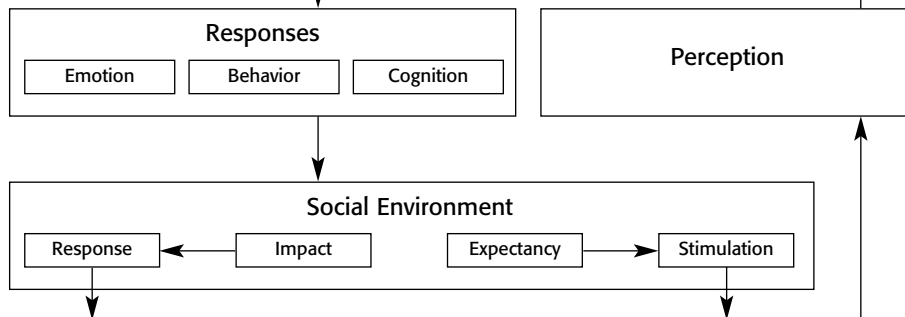 Responses
Perception
Emotion Behavior Cognition
Social Environment
Response Impact Expectancy Stimulation